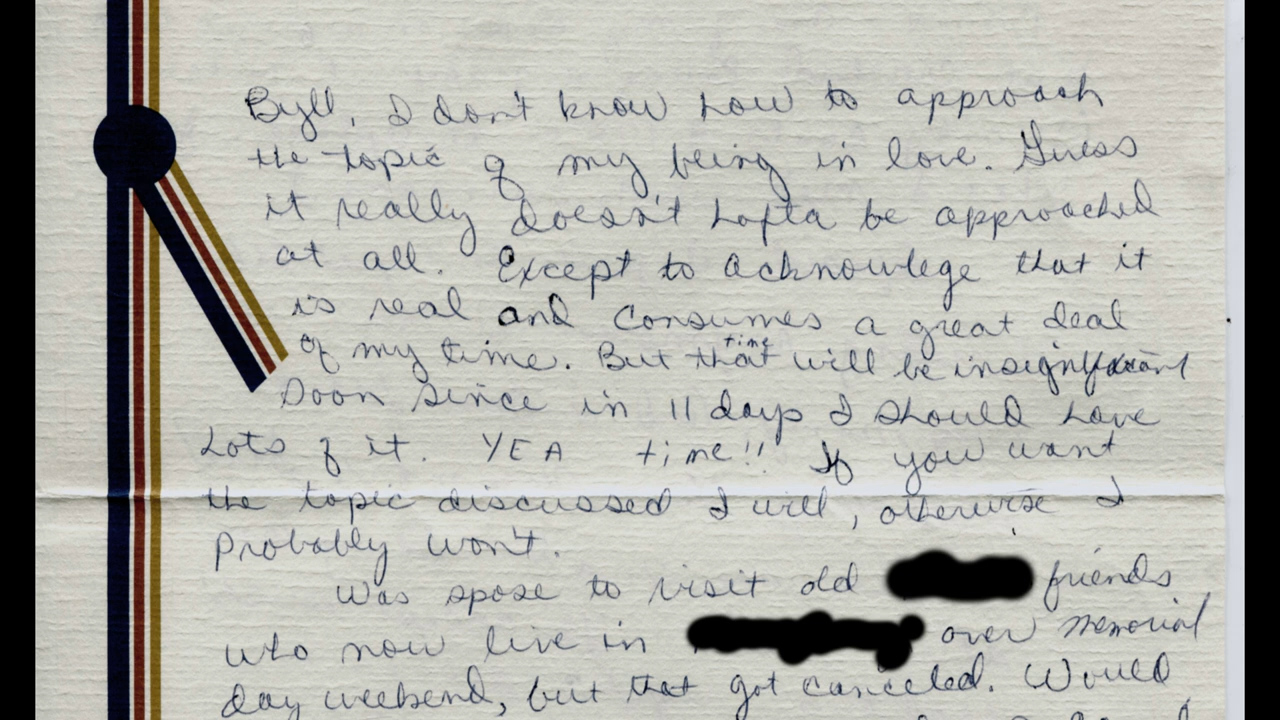 Byll, I don't know how to approach
the topic of my being in love. Guess
it really doesn't hafta be approached
at all. Except to acknowlege that it
is real and consumes a great deal
of my time. But that time will be insignificant
soon since in 11 days I should have
lots of it. YEA time!! If you want
the topic discussed I will, otherwise I
probably won't.
Was spose to visit old friends
who now live in over memorial
day weekend, but that got canceled. Would